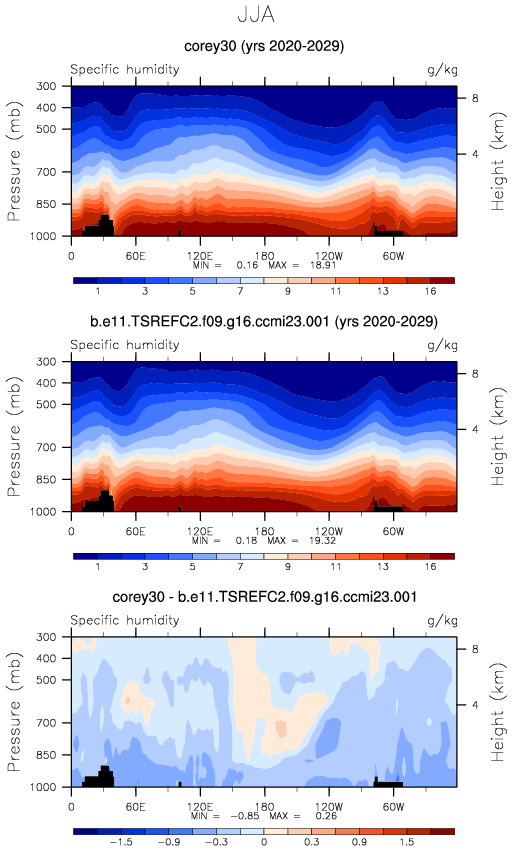 JJA
corey30 (yrs 2020-2029)
Specific humidity g/kg
300
400
500
700
850
1000
Pressure (mb)
8
4
Height (km)
0 60E 120E 180 120W 60W
MIN = 0.16 MAX = 18.91
1 3 5 7 9 11 13 16
b.e11.TSREFC2.f09.g16.ccmi23.001 (yrs 2020-2029)
Specific humidity g/kg
300
400
500
700
850
1000
Pressure (mb)
8
4
Height (km)
0 60E 120E 180 120W 60W
MIN = 0.18 MAX = 19.32
1 3 5 7 9 11 13 16
corey30 - b.e11.TSREFC2.f09.g16.ccmi23.001
Specific humidity g/kg
300
400
500
700
850
1000
Pressure (mb)
8
4
Height (km)
0 60E 120E 180 120W 60W
MIN = -0.85 MAX = 0.26
-1.5 -0.9 -0.3 0 0.3 0.9 1.5